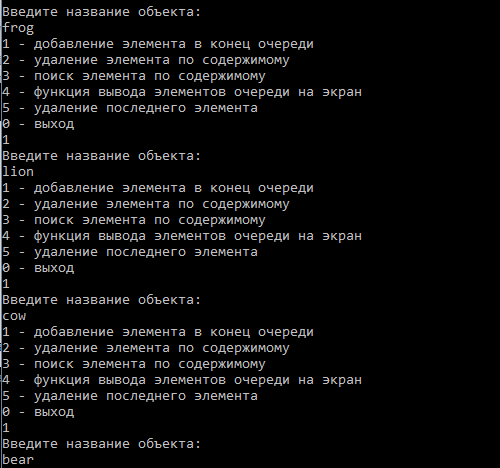 Введите название объекта:
frog
1 - добавление элемента в конец очереди
2 - удаление элемента по содержимому
3 - поиск элемента по содержимому
4 - функция вывода элементов очереди на экран
5 - удаление последнего элемента
0 - выход
1
Введите название объекта:
lion
1 - добавление элемента в конец очереди
2 - удаление элемента по содержимому
3 - поиск элемента по содержимому
4 - функция вывода элементов очереди на экран
5 - удаление последнего элемента
0 - выход
1
Введите название объекта:
cow
1 - добавление элемента в конец очереди
2 - удаление элемента по содержимому
3 - поиск элемента по содержимому
4 - функция вывода элементов очереди на экран
5 - удаление последнего элемента
0 - выход
1
Введите название объекта:
bear